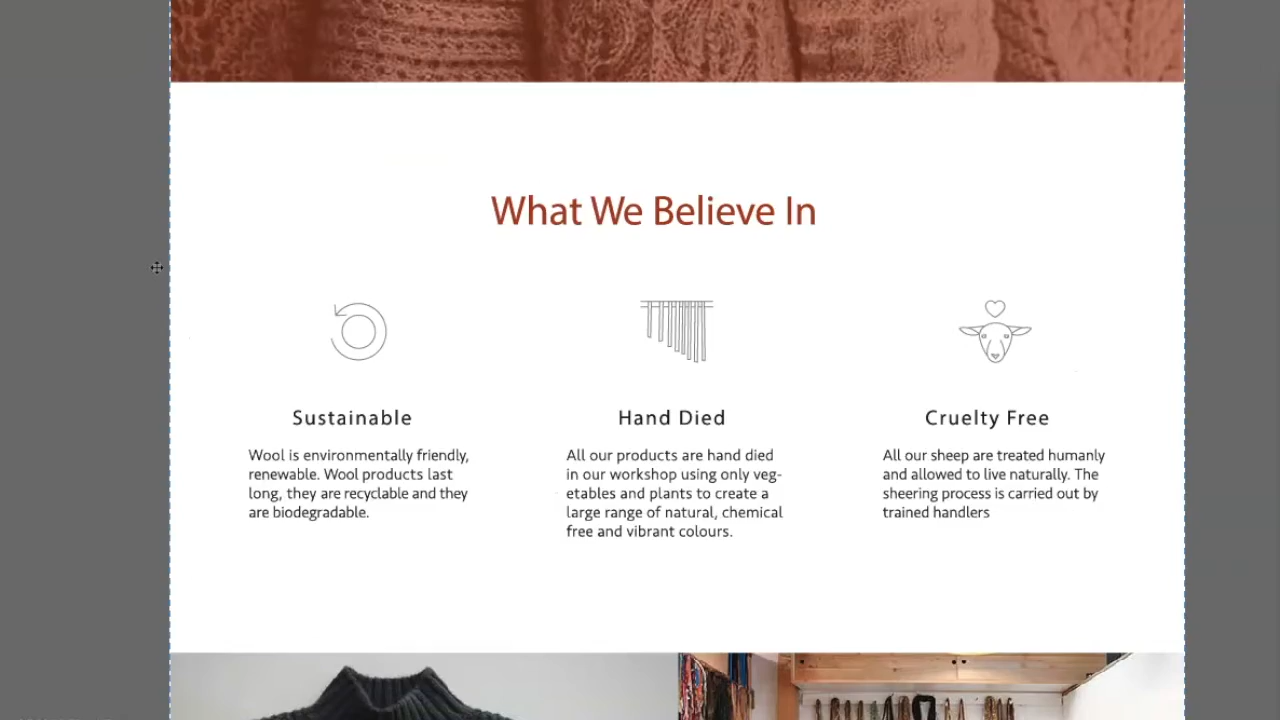 What We Believe In
Sustainable
Wool is environmentally friendly,
renewable. Wool products last
long, they are recyclable and they
are biodegradable.
Hand Died
All our products are hand died
in our workshop using only veg-
etables and plants to create a
large range of natural, chemical
free and vibrant colours.
Cruelty Free
All our sheep are treated humanly
and allowed to live naturally. The
sheering process is carried out by
trained handlers